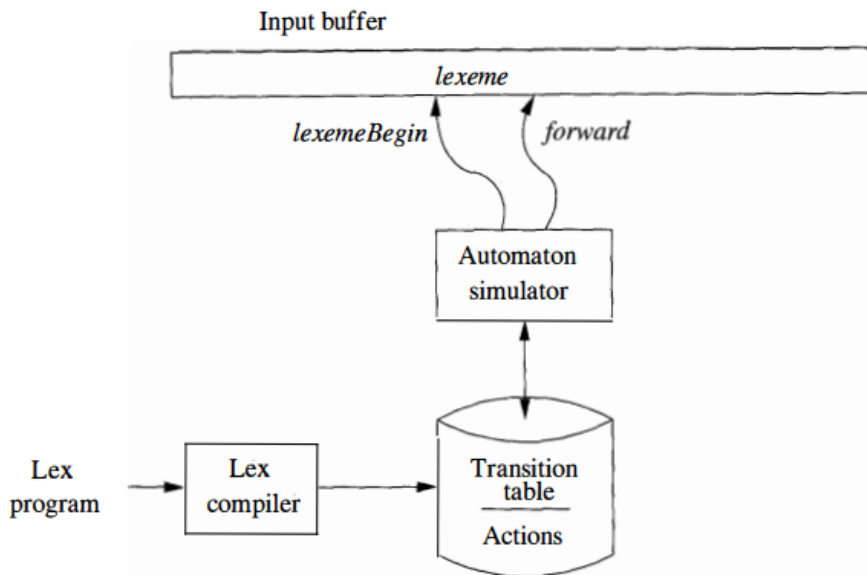 Input buffer
lexeme
lexemeBegin
forward
Automaton
simulator
Lex
program
Lex
compiler
Transition
table
Actions